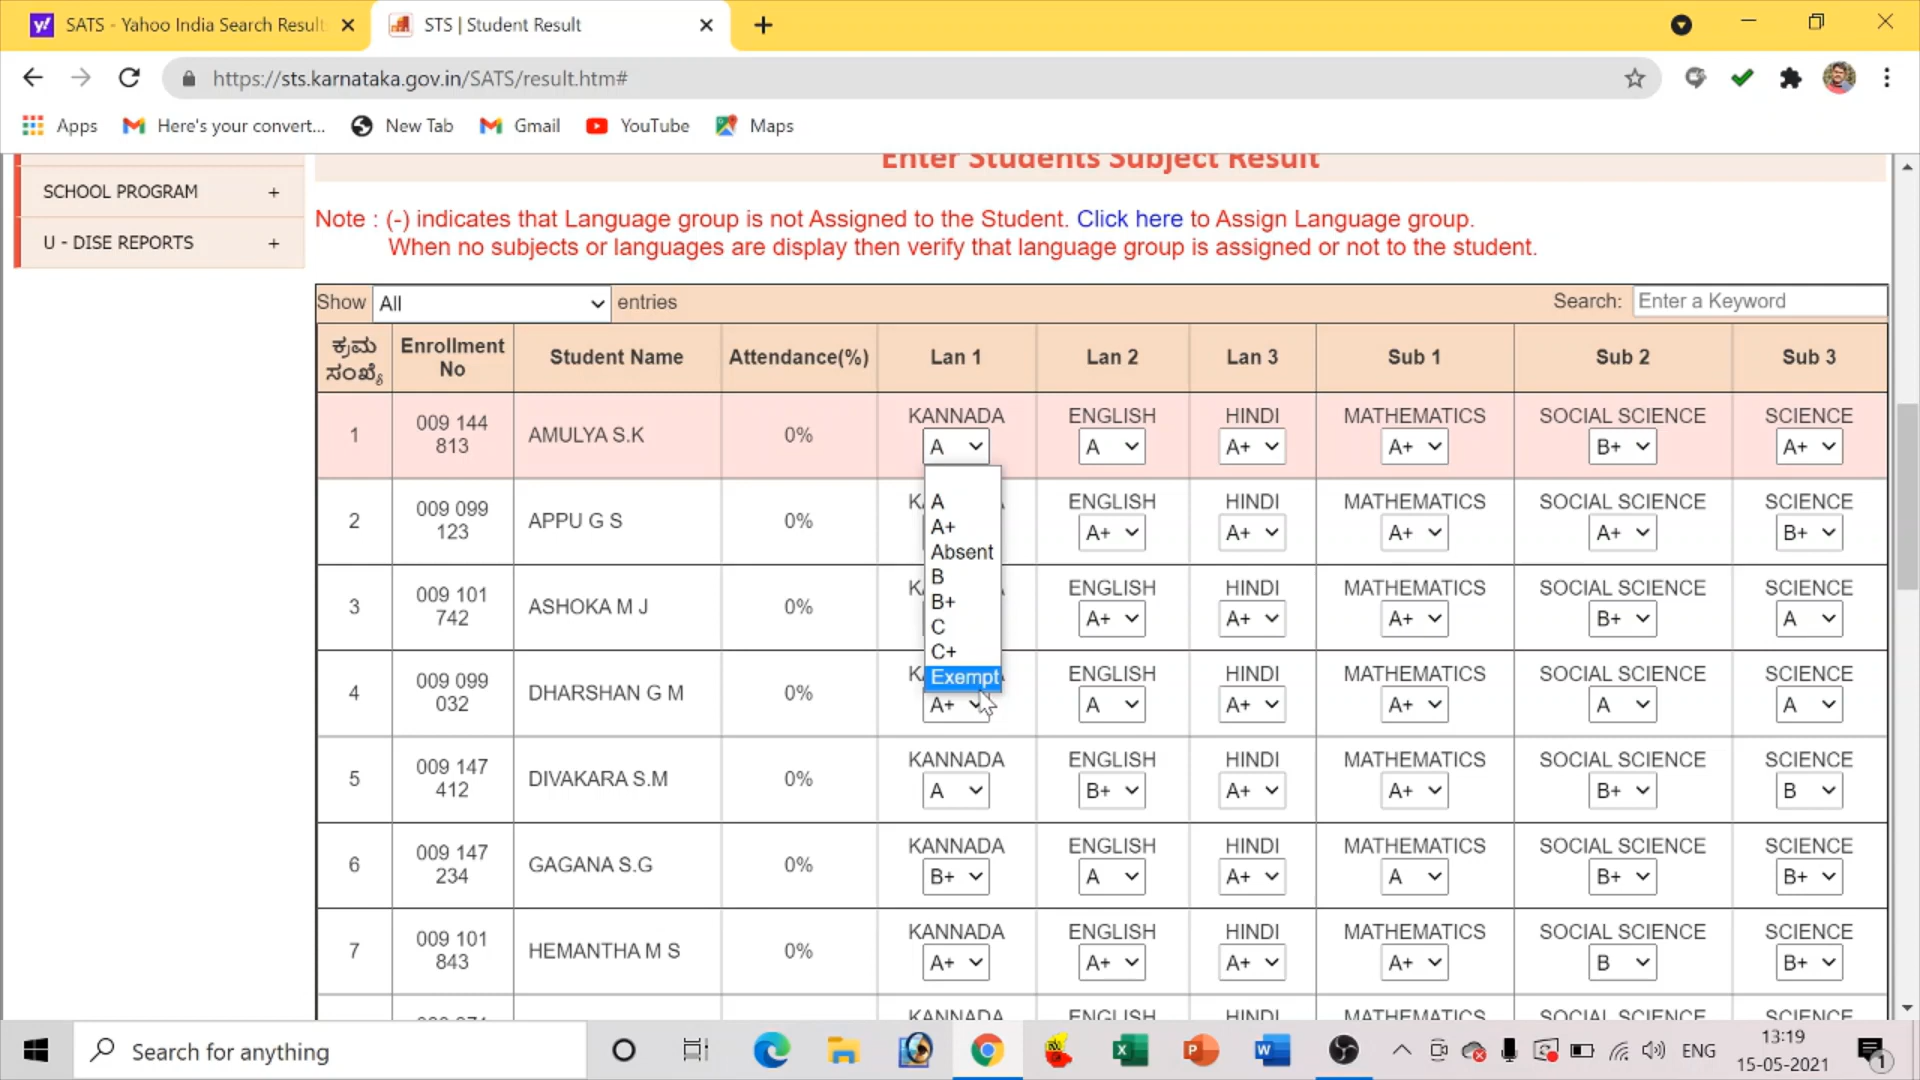 SATS - Yahoo India Search Result
STS | Student Result
https://sts.karnataka.gov.in/SATS/result.htm#
Apps
Here's your convert...
New Tab
Gmail
YouTube
Maps
SCHOOL PROGRAM +
U - DISE REPORTS +
Enter Students Subject Result
Note : (-) indicates that Language group is not Assigned to the Student. Click here to Assign Language group.
When no subjects or languages are display then verify that language group is assigned or not to the student.
Show All entries
Search: Enter a Keyword
ಕ್ರಮ ಸಂಖ್ಯೆ Enrollment No Student Name Attendance(%) Lan 1 Lan 2 Lan 3 Sub 1 Sub 2 Sub 3
KANNADA ENGLISH HINDI MATHEMATICS SOCIAL SCIENCE SCIENCE
1 009 144 813 AMULYA S.K 0% A A A+ A+ B+ A+
A
A+
Absent
B
B+
C
C+
Exempt
ENGLISH HINDI MATHEMATICS SOCIAL SCIENCE SCIENCE
2 009 099 123 APPU G S 0% A+ A+ A+ A+ B+
ENGLISH HINDI MATHEMATICS SOCIAL SCIENCE SCIENCE
3 009 101 742 ASHOKA M J 0% A+ A+ A+ B+ A
ENGLISH HINDI MATHEMATICS SOCIAL SCIENCE SCIENCE
4 009 099 032 DHARSHAN G M 0% A+ A A+ A+ A A
KANNADA ENGLISH HINDI MATHEMATICS SOCIAL SCIENCE SCIENCE
5 009 147 412 DIVAKARA S.M 0% A B+ A+ A+ B+ B
KANNADA ENGLISH HINDI MATHEMATICS SOCIAL SCIENCE SCIENCE
6 009 147 234 GAGANA S.G 0% B+ A A+ A B+ B+
KANNADA ENGLISH HINDI MATHEMATICS SOCIAL SCIENCE SCIENCE
7 009 101 843 HEMANTHA M S 0% A+ A+ A+ A+ B B+
KANNADA ENGLISH HINDI MATHEMATICS SOCIAL SCIENCE SCIENCE
Search for anything
ENG
13:19
15-05-2021
1